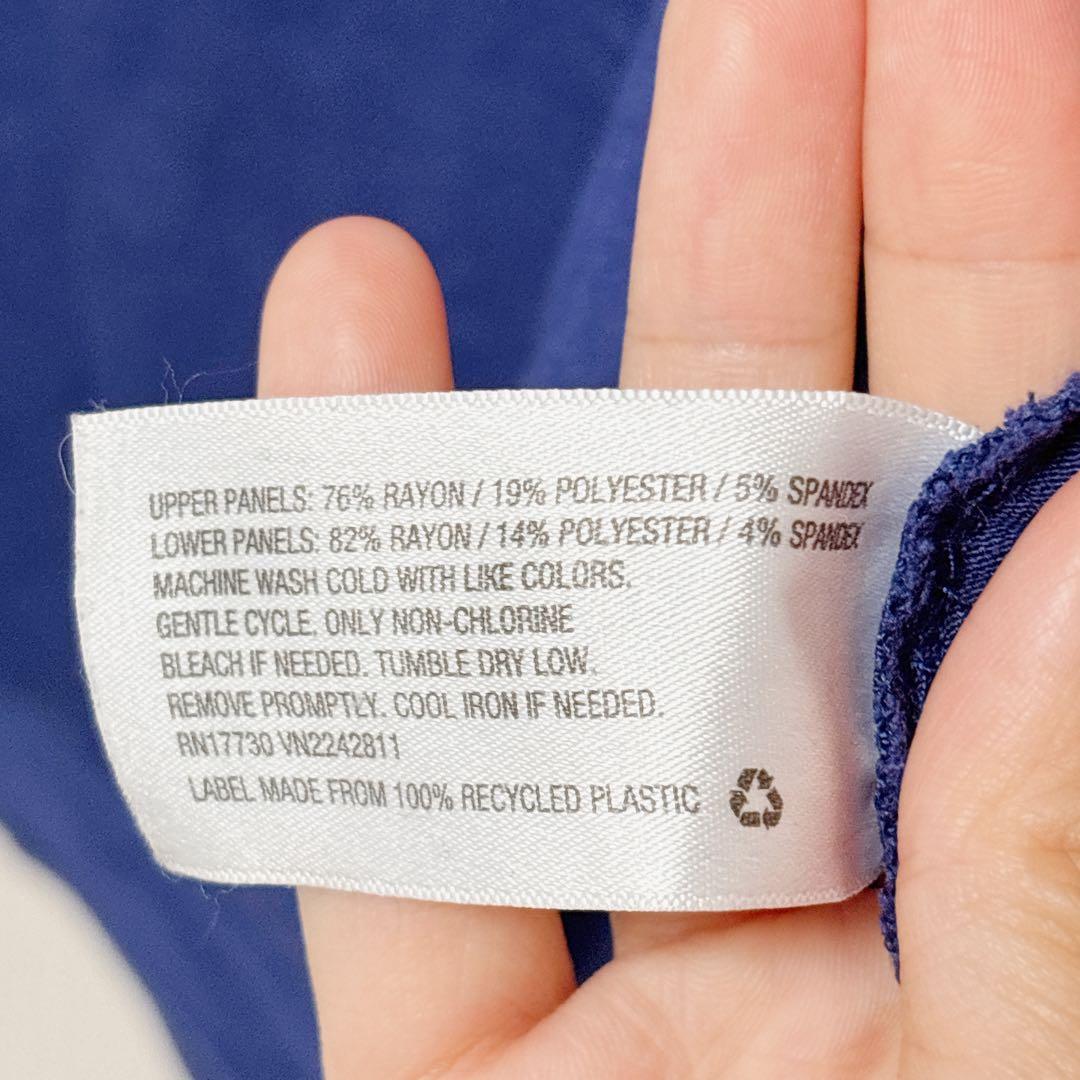 UPPER PANELS: 76% RAYON / 19% POLYESTER / 5% SPANDEX
LOWER PANELS: 82% RAYON / 14% POLYESTER / 4% SPANDEX
MACHINE WASH COLD WITH LIKE COLORS.
GENTLE CYCLE. ONLY NON-CHLORINE
BLEACH IF NEEDED. TUMBLE DRY LOW.
REMOVE PROMPTLY. COOL IRON IF NEEDED.
RN17730 VN2242811
LABEL MADE FROM 100% RECYCLED PLASTIC